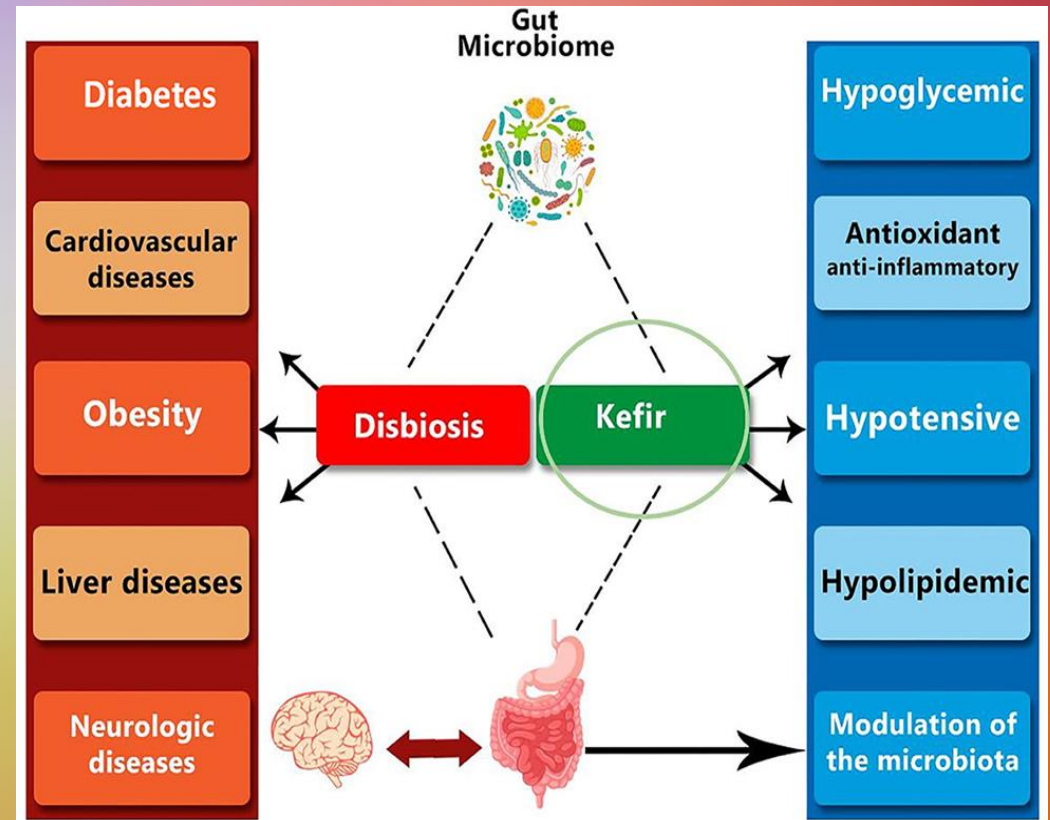 Gut
Microbiome
Diabetes
Cardiovascular
diseases
Obesity
Liver diseases
Neurologic
diseases
Disbiosis
Kefir
Hypoglycemic
Antioxidant
anti-inflammatory
Hypotensive
Hypolipidemic
Modulation of
the microbiota